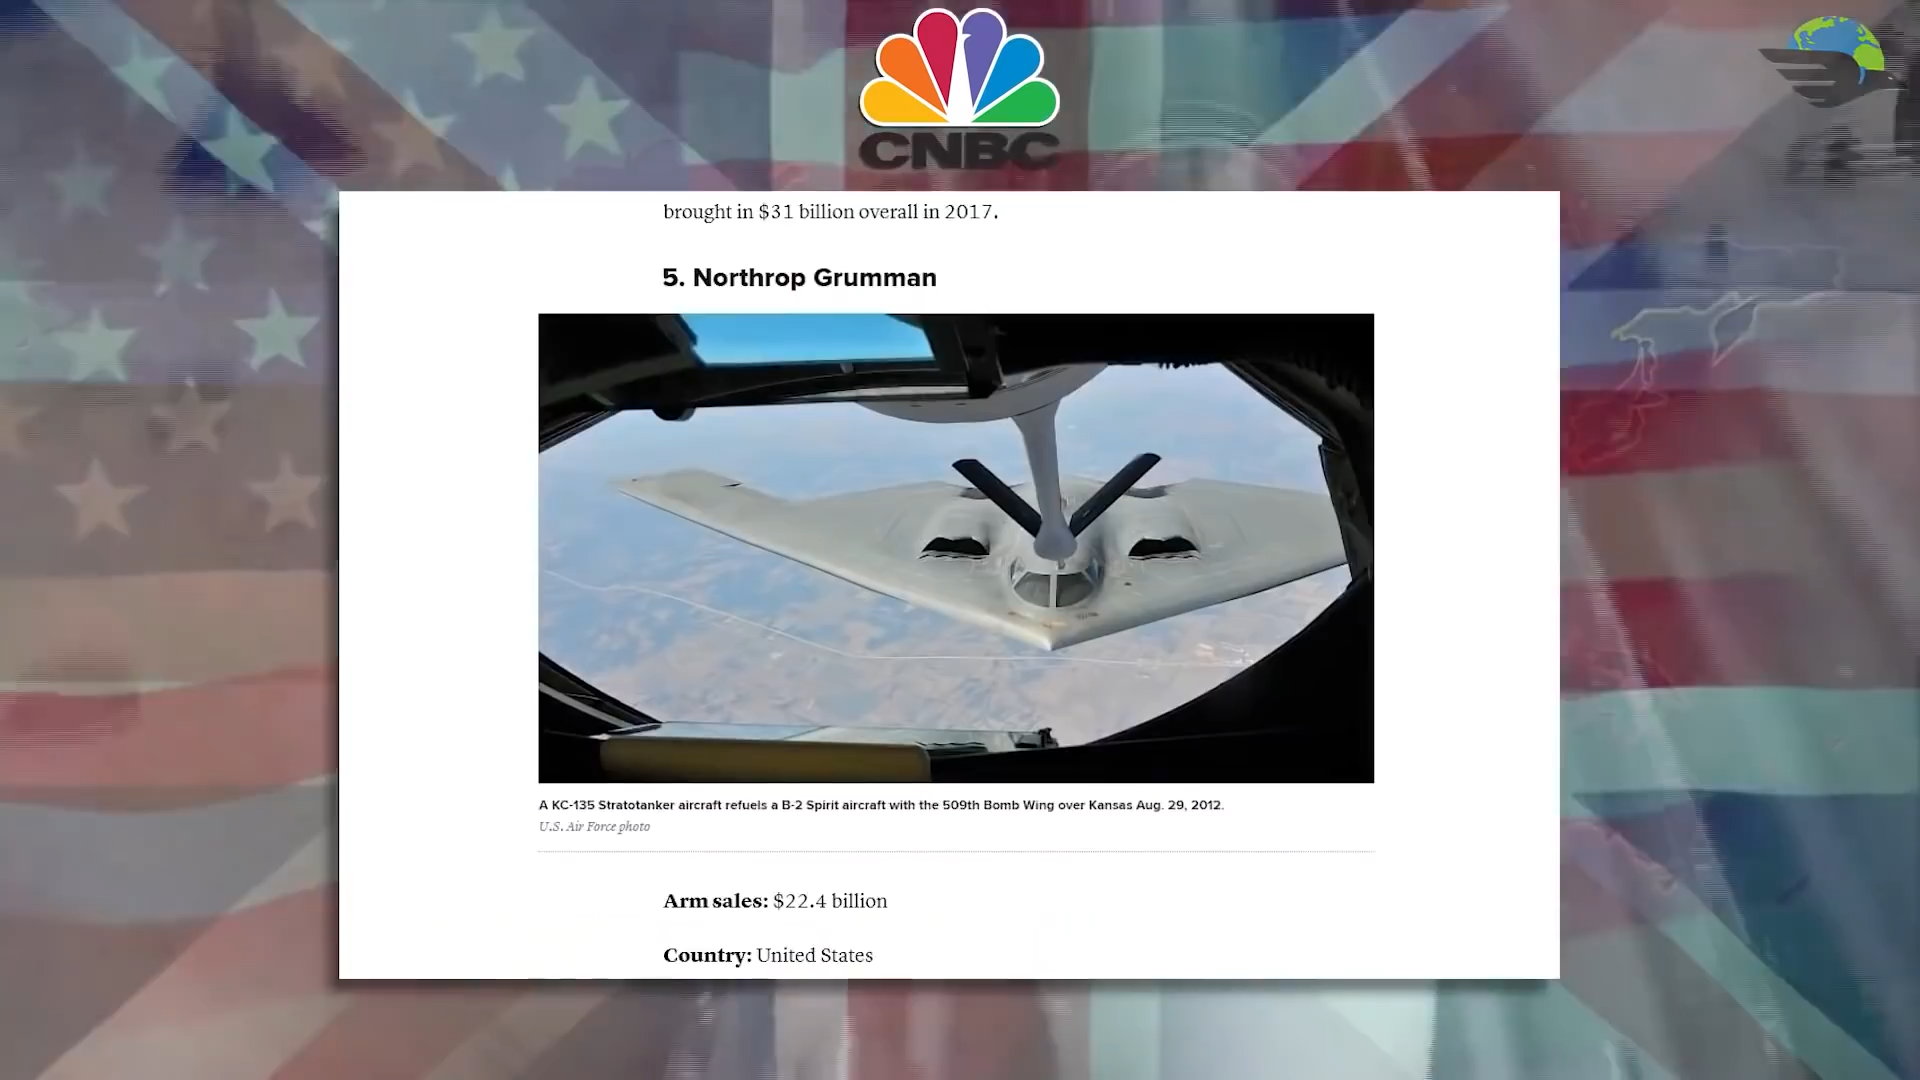 CNBC
brought in $31 billion overall in 2017.
5. Northrop Grumman
A KC-135 Stratotanker aircraft refuels a B-2 Spirit aircraft with the 509th Bomb Wing over Kansas Aug. 29, 2012.
U.S. Air Force photo
Arm sales: $22.4 billion
Country: United States